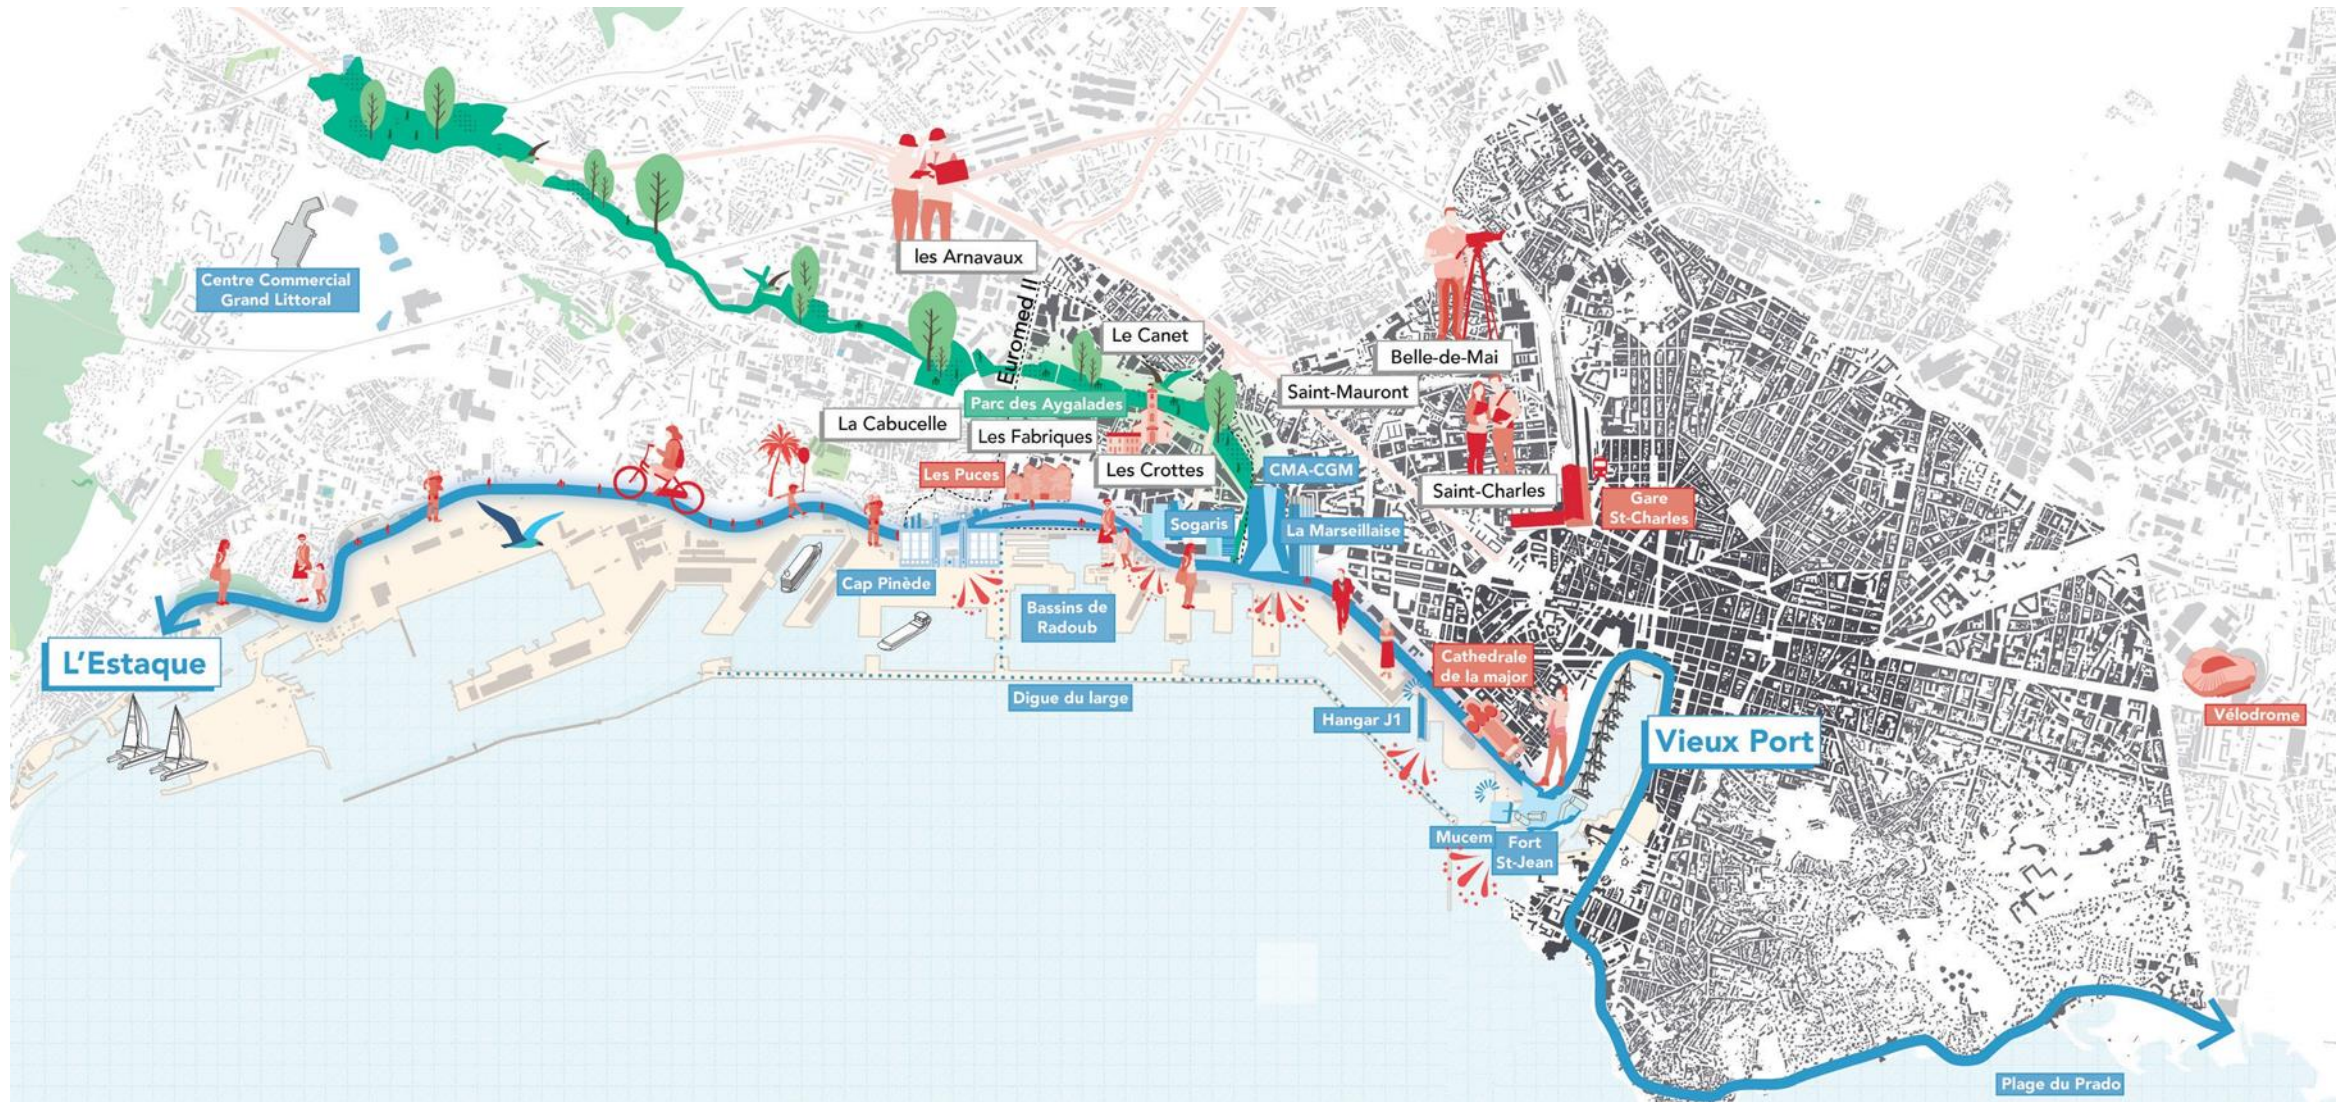 les Arnavaux
Centre Commercial
Grand Littoral
Euromed II
Le Canet
Belle-de-Mai
Saint-Mauront
Parc des Aygalades
La Cabucelle
Les Fabriques
Les Puces
Les Crottes
CMA-CGM
Saint-Charles
Gare
St-Charles
Sogaris
La Marseillaise
Cap Pinède
Bassins de
Radoub
L'Estaque
Cathedrale
de la major
Digue du large
Hangar J1
Vieux Port
Vélodrome
Mucem
Fort
St-Jean
Plage du Prado